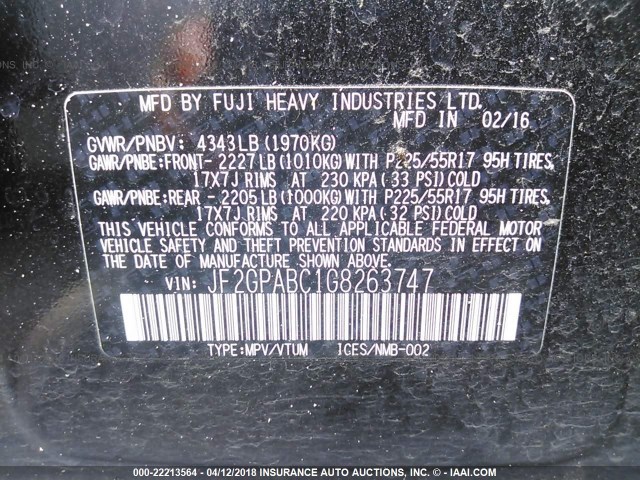 MFD BY FUJI HEAVY INDUSTRIES LTD.
MFD IN 02/16
GVWR/PNBV: 4343LB (1970KG)
GAWR/PNBE:FRONT- 2227LB (1010KG) WITH P225/55R17 95H TIRES,
17X7J RIMS AT 230 KPA (33 PSI) COLD
GAWR/PNBE:REAR - 2205LB (1000KG) WITH P225/55R17 95H TIRES,
17X7J RIMS AT 220 KPA (32 PSI) COLD
THIS VEHICLE CONFORMS TO ALL APPLICABLE FEDERAL MOTOR
VEHICLE SAFETY AND THEFT PREVENTION STANDARDS IN EFFECT
ON THE DATE OF MANUFACTURE SHOWN ABOVE.
VIN: JF2GPABC1G8263747
TYPE:MPV/VTUM ICES/NMB-002
000-22213564 - 04/12/2018 - INSURANCE AUTO AUCTIONS, INC. - © - IAAI.COM